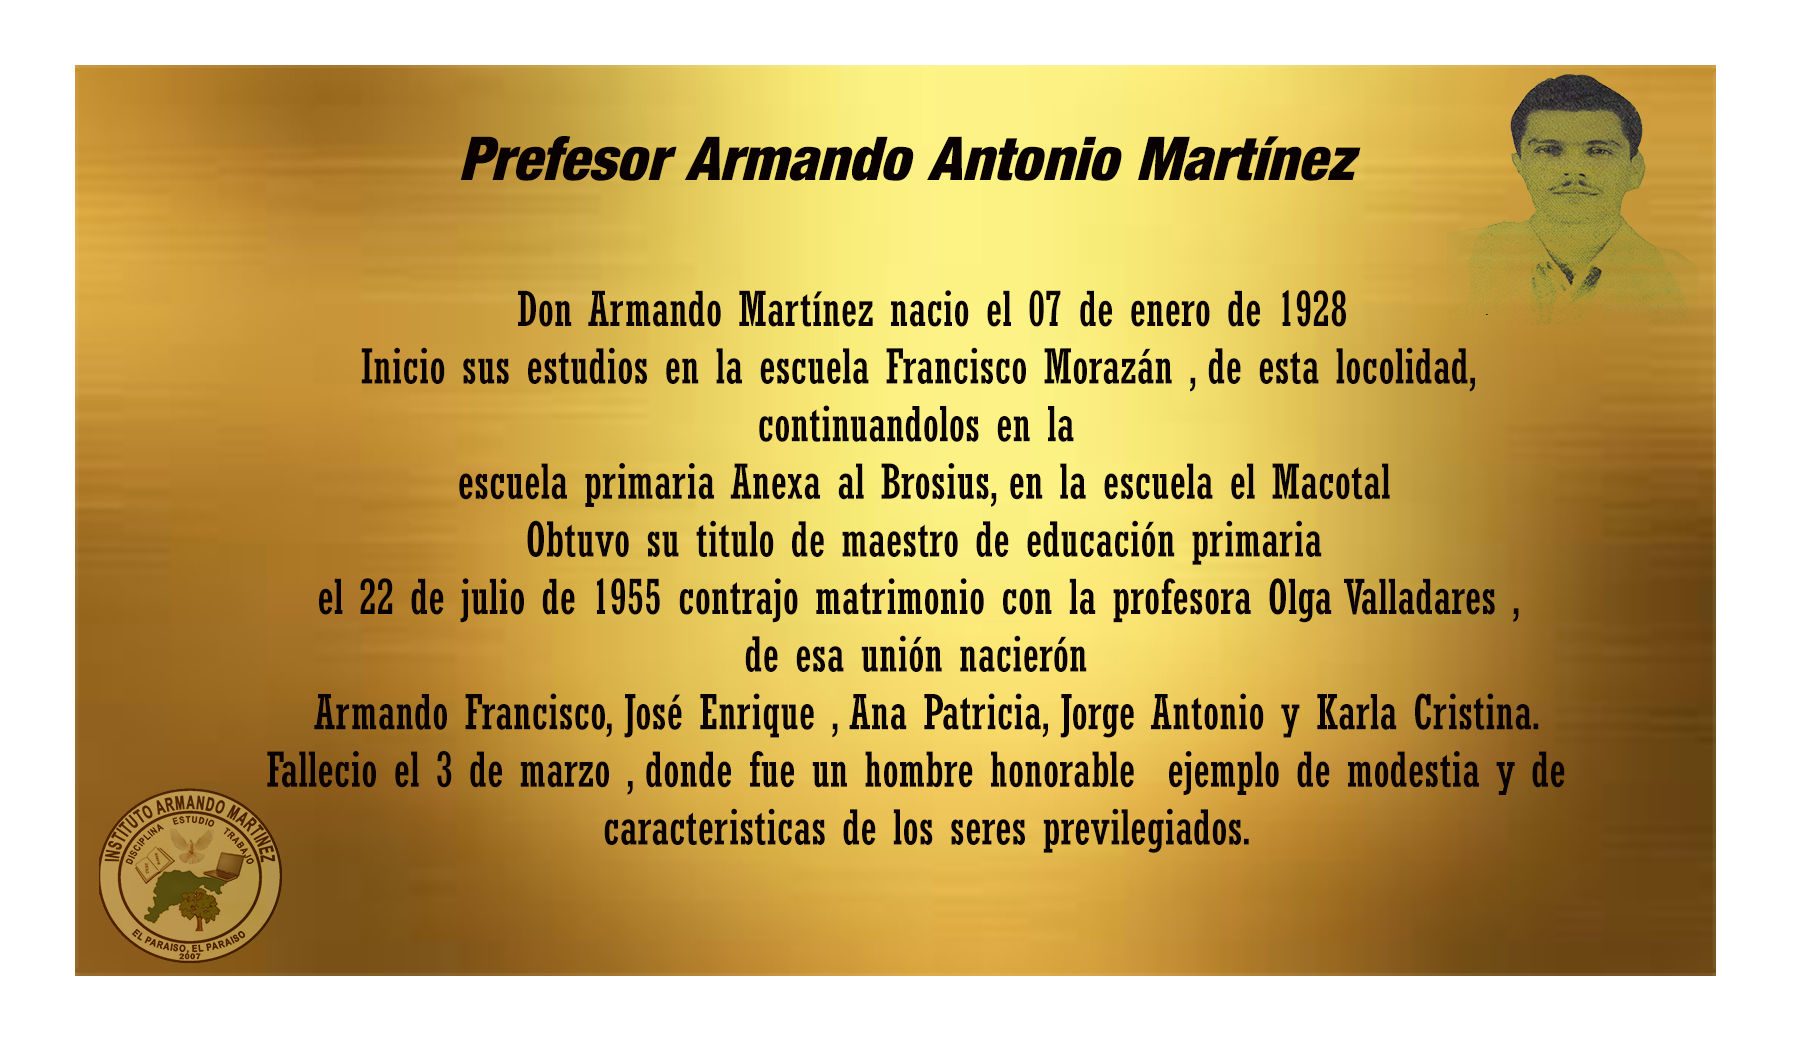 Prefesor Armando Antonio Martínez
Don Armando Martínez nacio el 07 de enero de 1928
Inicio sus estudios en la escuela Francisco Morazán , de esta locolidad,
continuandolos en la
escuela primaria Anexa al Brosius, en la escuela el Macotal
Obtuvo su titulo de maestro de educación primaria
el 22 de julio de 1955 contrajo matrimonio con la profesora Olga Valladares ,
de esa unión nacierón
Armando Francisco, José Enrique , Ana Patricia, Jorge Antonio y Karla Cristina.
Fallecio el 3 de marzo , donde fue un hombre honorable ejemplo de modestia y de
caracteristicas de los seres previlegiados.
INSTITUTO ARMANDO MARTINEZ
DISCIPLINA ESTUDIO TRABAJO
EL PARAISO, EL PARAISO
2007